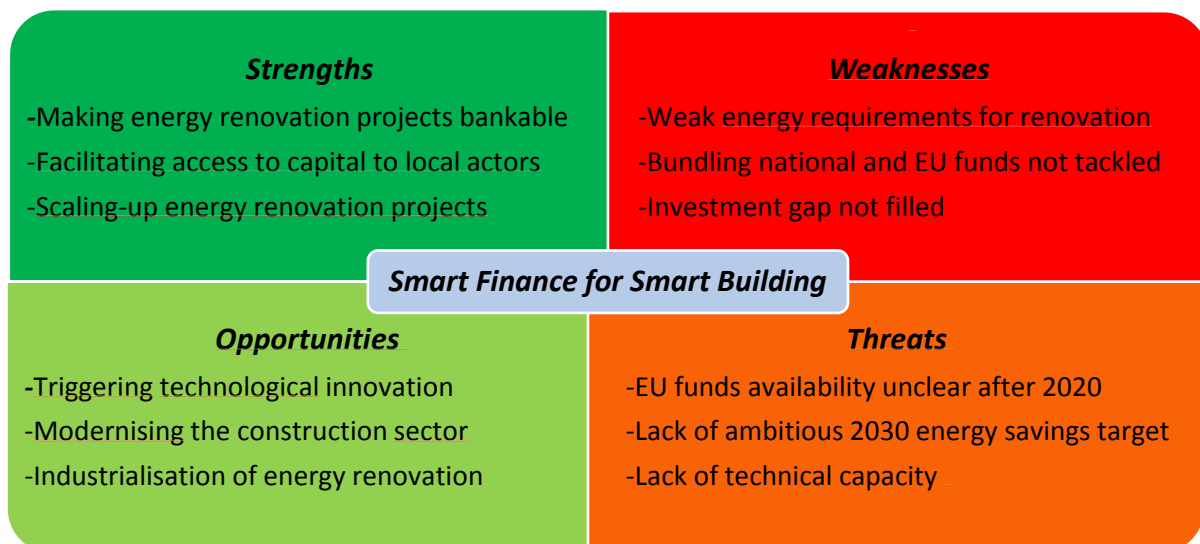 Strengths
-Making energy renovation projects bankable
-Facilitating access to capital to local actors
-Scaling-up energy renovation projects
Weaknesses
-Weak energy requirements for renovation
-Bundling national and EU funds not tackled
-Investment gap not filled
Smart Finance for Smart Building
Opportunities
-Triggering technological innovation
-Modernising the construction sector
-Industrialisation of energy renovation
Threats
-EU funds availability unclear after 2020
-Lack of ambitious 2030 energy savings target
-Lack of technical capacity